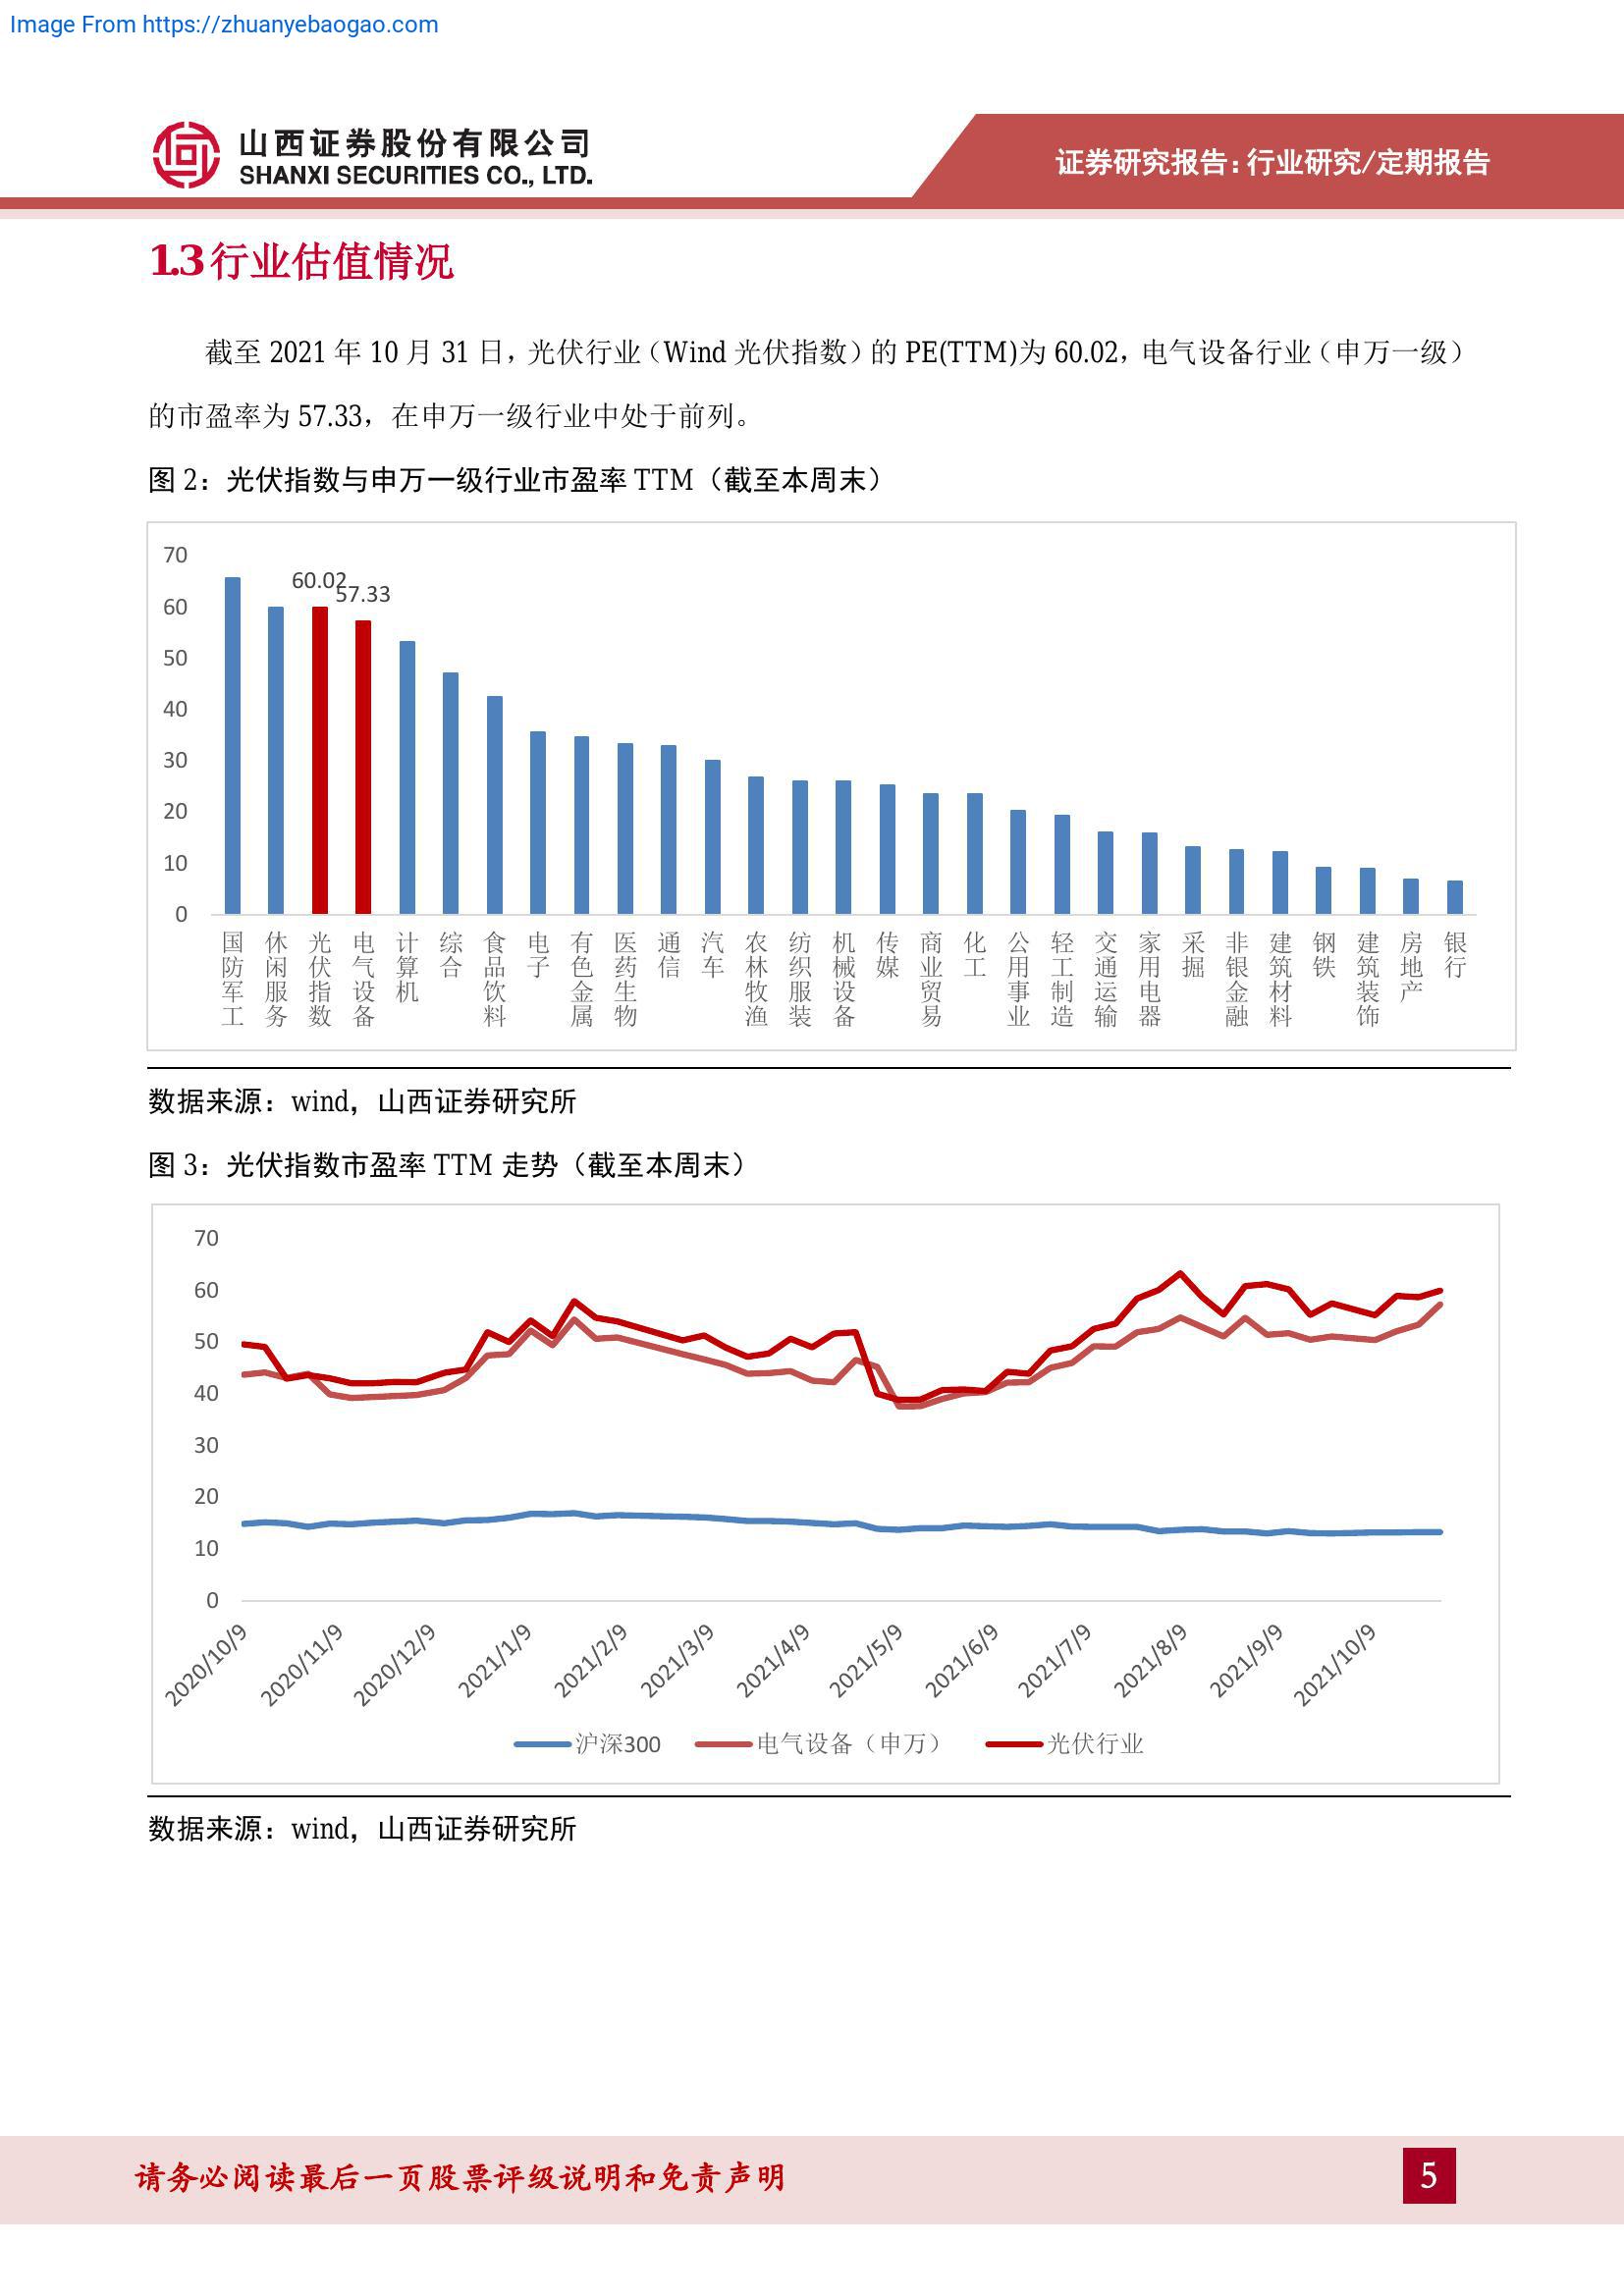 Image From https://zhuanyebaogao.com
山西证券股份有限公司
SHANXI SECURITIES CO., LTD.
证券研究报告:行业研究/定期报告
1.3 行业估值情况
截至 2021 年 10 月 31 日，光伏行业（Wind 光伏指数）的 PE(TTM)为 60.02，电气设备行业（申万一级）
的市盈率为 57.33，在申万一级行业中处于前列。
图 2：光伏指数与申万一级行业市盈率 TTM（截至本周末）
70
60
50
40
30
20
10
0
60.02
57.33
国防军工
休闲服务
光伏指数
电气设备
计算机
综合
食品饮料
电子
有色金属
医药生物
通信
汽车
农林牧渔
纺织服装
机械设备
传媒
商业贸易
化工
公用事业
轻工制造
交通运输
家用电器
采掘
非银金融
建筑材料
钢铁
建筑装饰
房地产
银行
数据来源：wind，山西证券研究所
图 3：光伏指数市盈率 TTM 走势（截至本周末）
70
60
50
40
30
20
10
0
2020/10/9
2020/11/9
2020/12/9
2021/1/9
2021/2/9
2021/3/9
2021/4/9
2021/5/9
2021/6/9
2021/7/9
2021/8/9
2021/9/9
2021/10/9
沪深300
电气设备（申万）
光伏行业
数据来源：wind，山西证券研究所
请务必阅读最后一页股票评级说明和免责声明
5